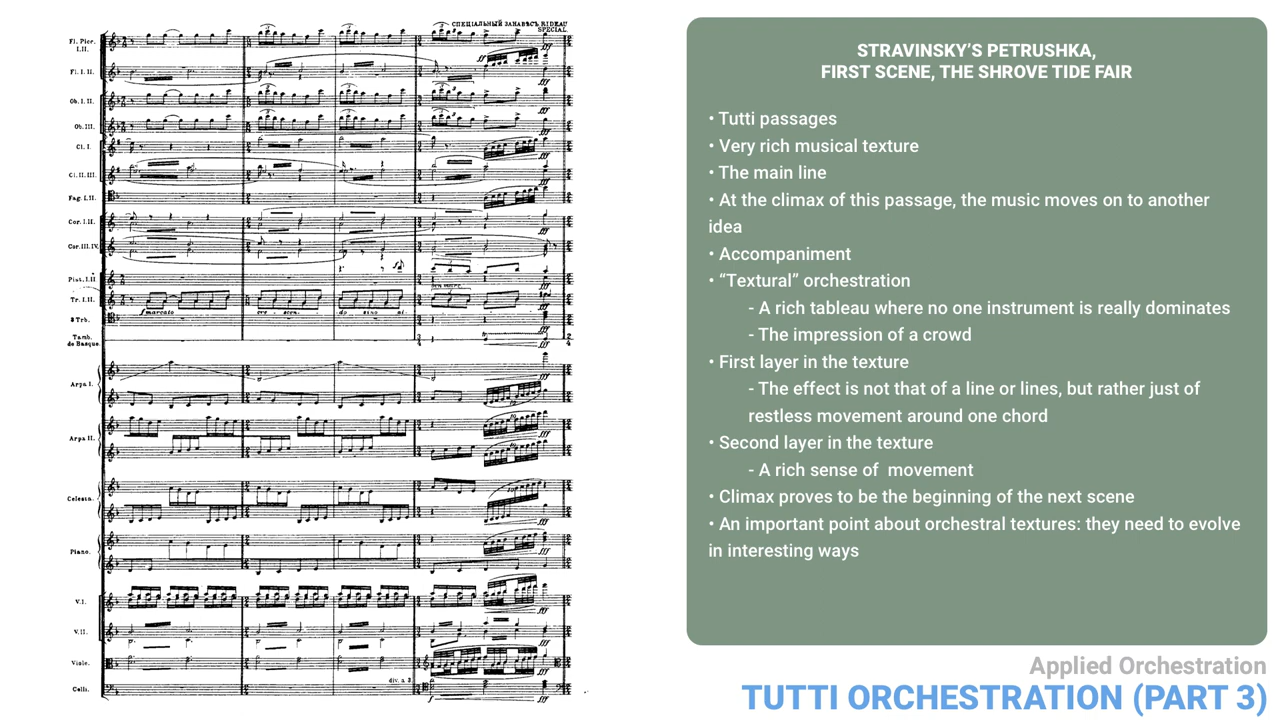 СПЕЦІАЛЬНЫЙ ЗАНАВѢСЪ RIDEAU
SPECIAL.
Fl. Picc.
I.II.
Fl. I. II.
Ob. I. II.
Ob. III.
Cl. I.
Cl. II. III.
Fag. I. II.
Cor. I. II.
Cor. III. IV.
Pist. I. II
Tr. I. II.
f marcato cre - scen - do sino al
3 Trb.
Tamb.
de Basque.
Arpa I.
Arpa II.
Celesta.
Piano.
V. I.
V. II.
Viole.
div. a 3.
Celli.
STRAVINSKY'S PETRUSHKA,
FIRST SCENE, THE SHROVE TIDE FAIR
• Tutti passages
• Very rich musical texture
• The main line
• At the climax of this passage, the music moves on to another
idea
• Accompaniment
• “Textural” orchestration
- A rich tableau where no one instrument is really dominates
- The impression of a crowd
• First layer in the texture
- The effect is not that of a line or lines, but rather just of
restless movement around one chord
• Second layer in the texture
- A rich sense of movement
• Climax proves to be the beginning of the next scene
• An important point about orchestral textures: they need to evolve
in interesting ways
Applied Orchestration
TUTTI ORCHESTRATION (PART 3)